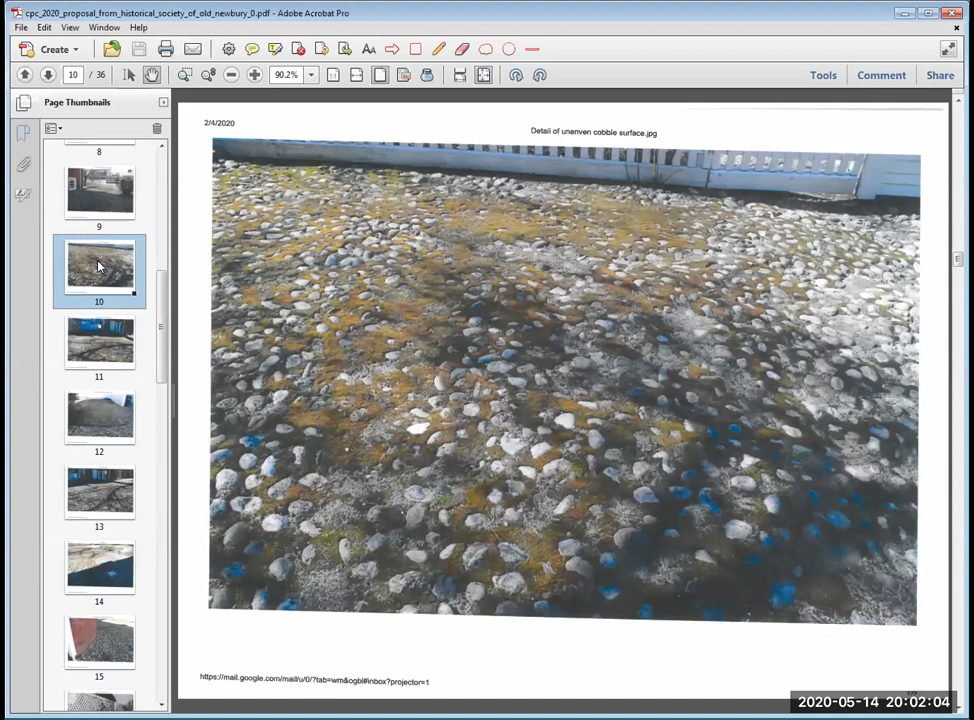 cpc_2020_proposal_from_historical_society_of_old_newbury_0.pdf - Adobe Acrobat Pro
File Edit View Window Help
Create
10 / 36 90.2% Tools Comment Share
Page Thumbnails
8
9
10
11
12
13
14
15
2/4/2020
Detail of unenven cobble surface.jpg
https://mail.google.com/mail/u/0/?tab=wm&ogbl#inbox?projector=1
2020-05-14 20:02:04